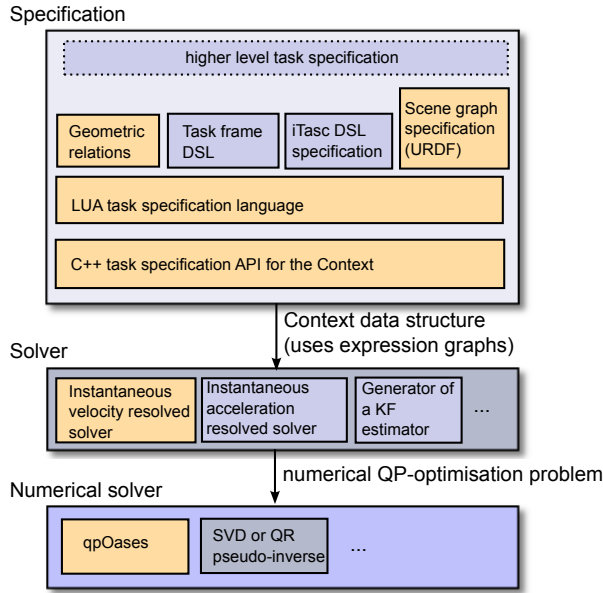 Specification
higher level task specification
Geometric
relations
Task frame
DSL
iTasc DSL
specification
Scene graph
specification
(URDF)
LUA task specification language
C++ task specification API for the Context
Context data structure
(uses expression graphs)
Solver
Instantaneous
velocity resolved
solver
Instantaneous
acceleration
resolved solver
Generator of
a KF
estimator
...
numerical QP-optimisation problem
Numerical solver
qpOases
SVD or QR
pseudo-inverse
...